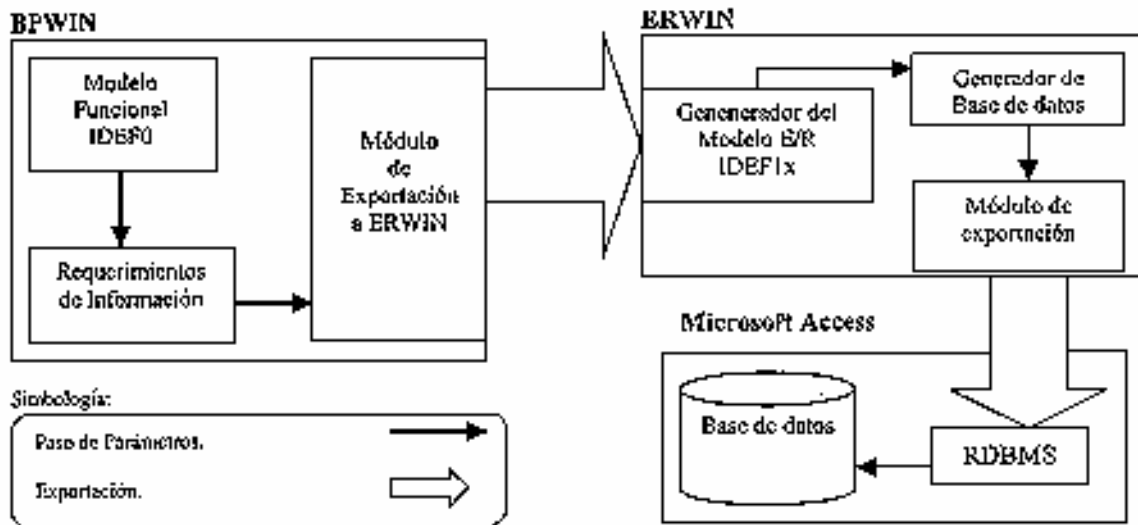 BPWIN
Modelo
Funcional
IDEF0
Requerimientos
de Información
Módulo
de
Exportación
a ERWIN
ERWIN
Genenerador del
Modelo E/R
IDEF1x
Generador de
Base de datos
Módulo de
exportación
Microsoft Access
Base de datos
RDBMS
Simbología:
Paso de Parámetros.
Exportación.